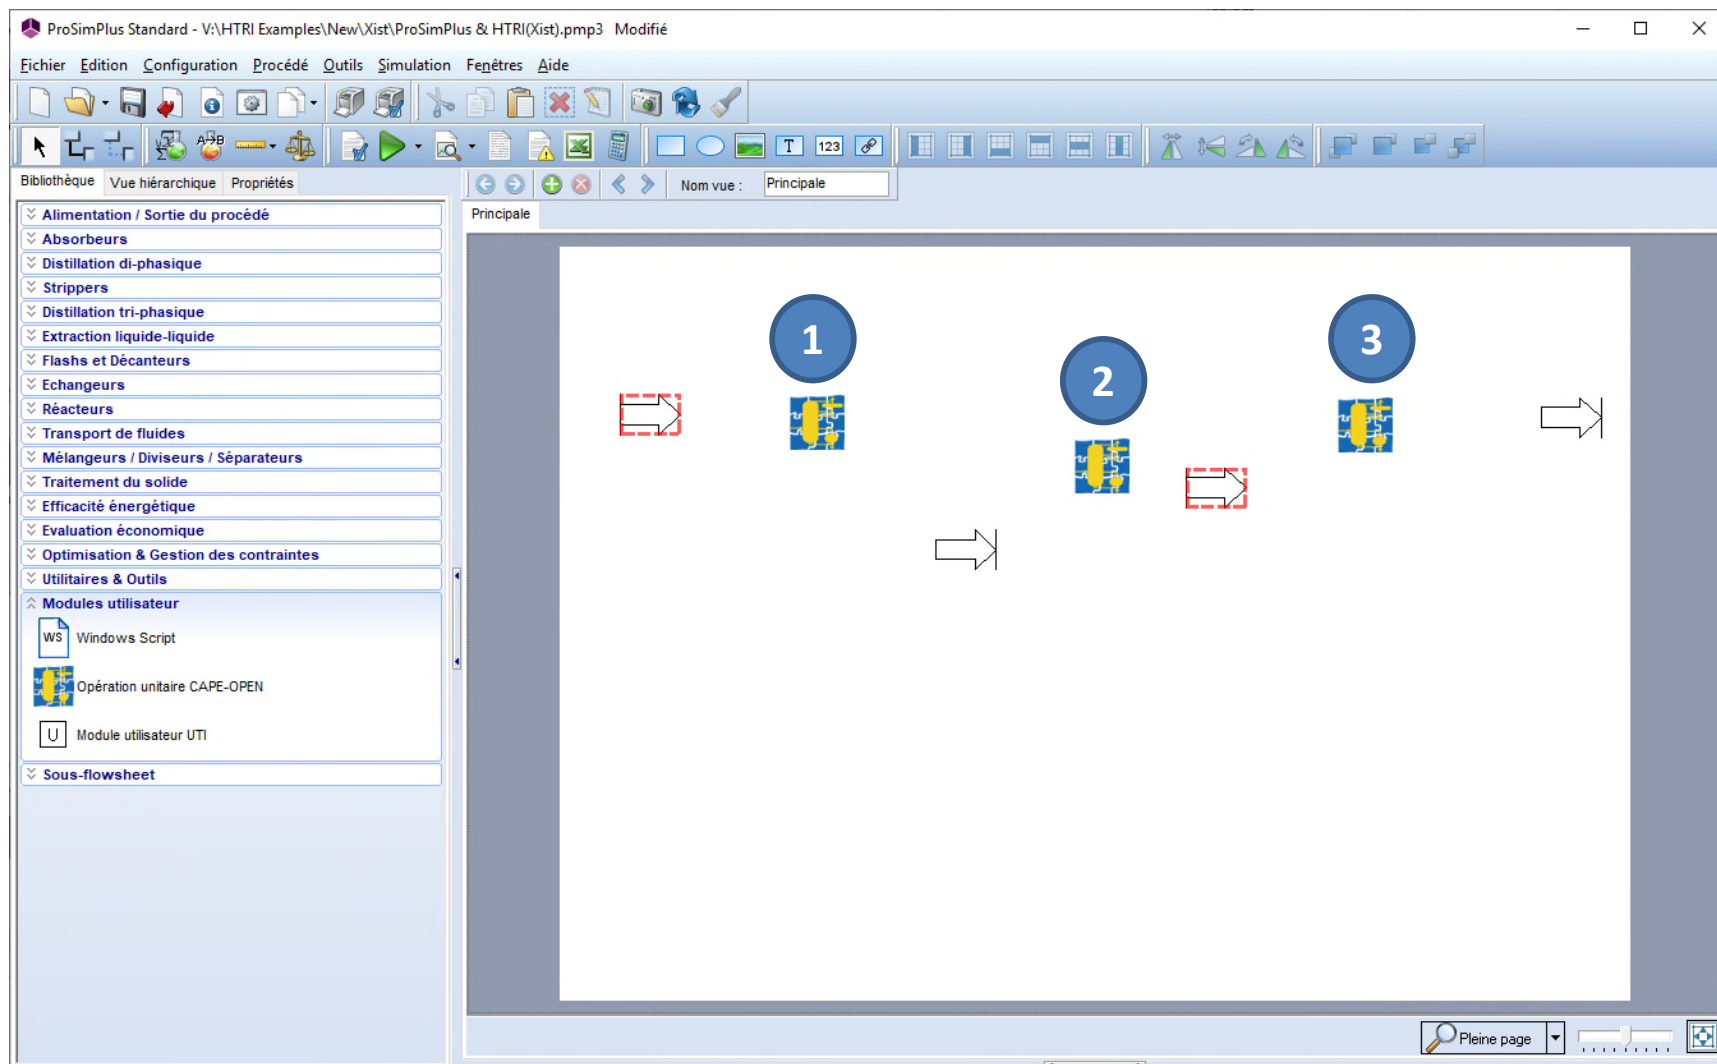 ProSimPlus Standard - V:\HTRI Examples\New\Xist\ProSimPlus & HTRI(Xist).pmp3 Modifié
Fichier Edition Configuration Procédé Outils Simulation Fenêtres Aide
A→B
T 123
Bibliothèque Vue hiérarchique Propriétés
Nom vue : Principale
Principale
Alimentation / Sortie du procédé
Absorbeurs
Distillation di-phasique
Strippers
Distillation tri-phasique
Extraction liquide-liquide
Flashs et Décanteurs
Echangeurs
Réacteurs
Transport de fluides
Mélangeurs / Diviseurs / Séparateurs
Traitement du solide
Efficacité énergétique
Evaluation économique
Optimisation & Gestion des contraintes
Utilitaires & Outils
Modules utilisateur
WS Windows Script
Opération unitaire CAPE-OPEN
U Module utilisateur UTI
Sous-flowsheet
1
2
3
Pleine page